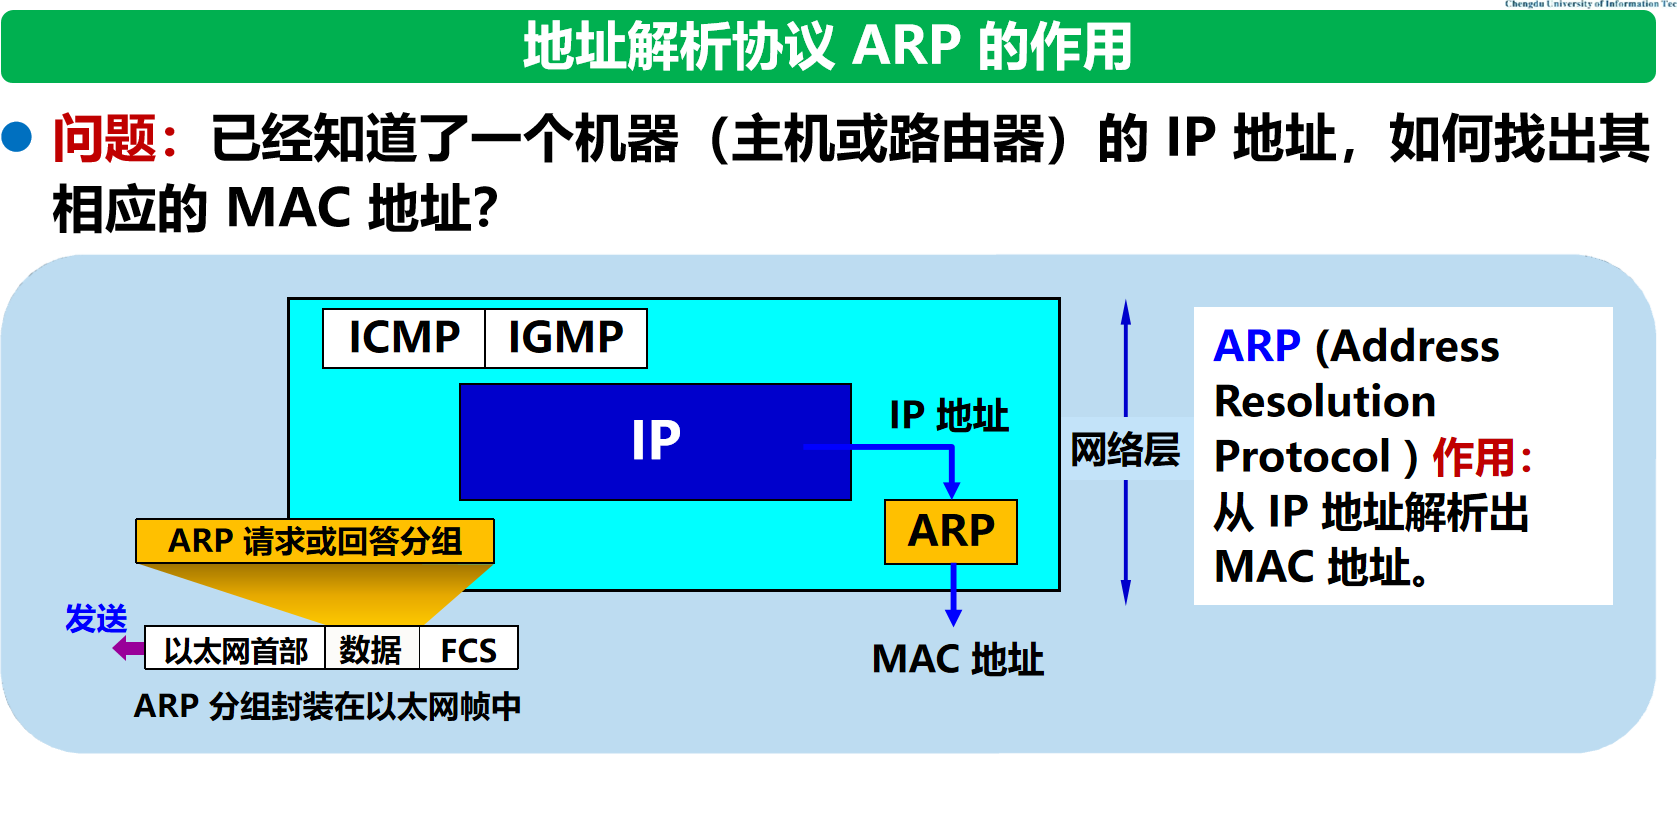 Chengdu University of Information Tec
地址解析协议 ARP 的作用
问题：已经知道了一个机器（主机或路由器）的 IP 地址，如何找出其
相应的 MAC 地址？
ICMP IGMP
IP
IP 地址
ARP
MAC 地址
网络层
ARP (Address
Resolution
Protocol ) 作用：
从 IP 地址解析出
MAC 地址。
ARP 请求或回答分组
发送
以太网首部 数据 FCS
ARP 分组封装在以太网帧中